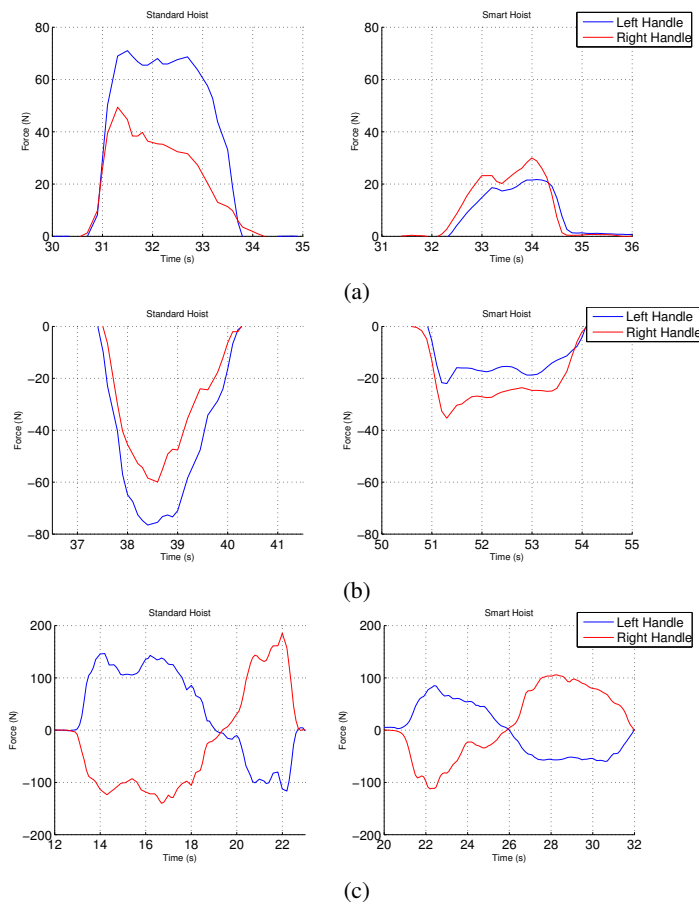 Standard Hoist
Smart Hoist
Left Handle
Right Handle
80
60
40
20
0
Force (N)
30 31 32 33 34 35
Time (s)
80
60
40
20
0
Force (N)
31 32 33 34 35 36
Time (s)
(a)
Standard Hoist
Smart Hoist
Left Handle
Right Handle
0
−20
−40
−60
−80
Force (N)
37 38 39 40 41
Time (s)
0
−20
−40
−60
−80
Force (N)
50 51 52 53 54 55
Time (s)
(b)
Standard Hoist
Smart Hoist
Left Handle
Right Handle
200
100
0
−100
−200
Force (N)
12 14 16 18 20 22
Time (s)
200
100
0
−100
−200
Force (N)
20 22 24 26 28 30 32
Time (s)
(c)